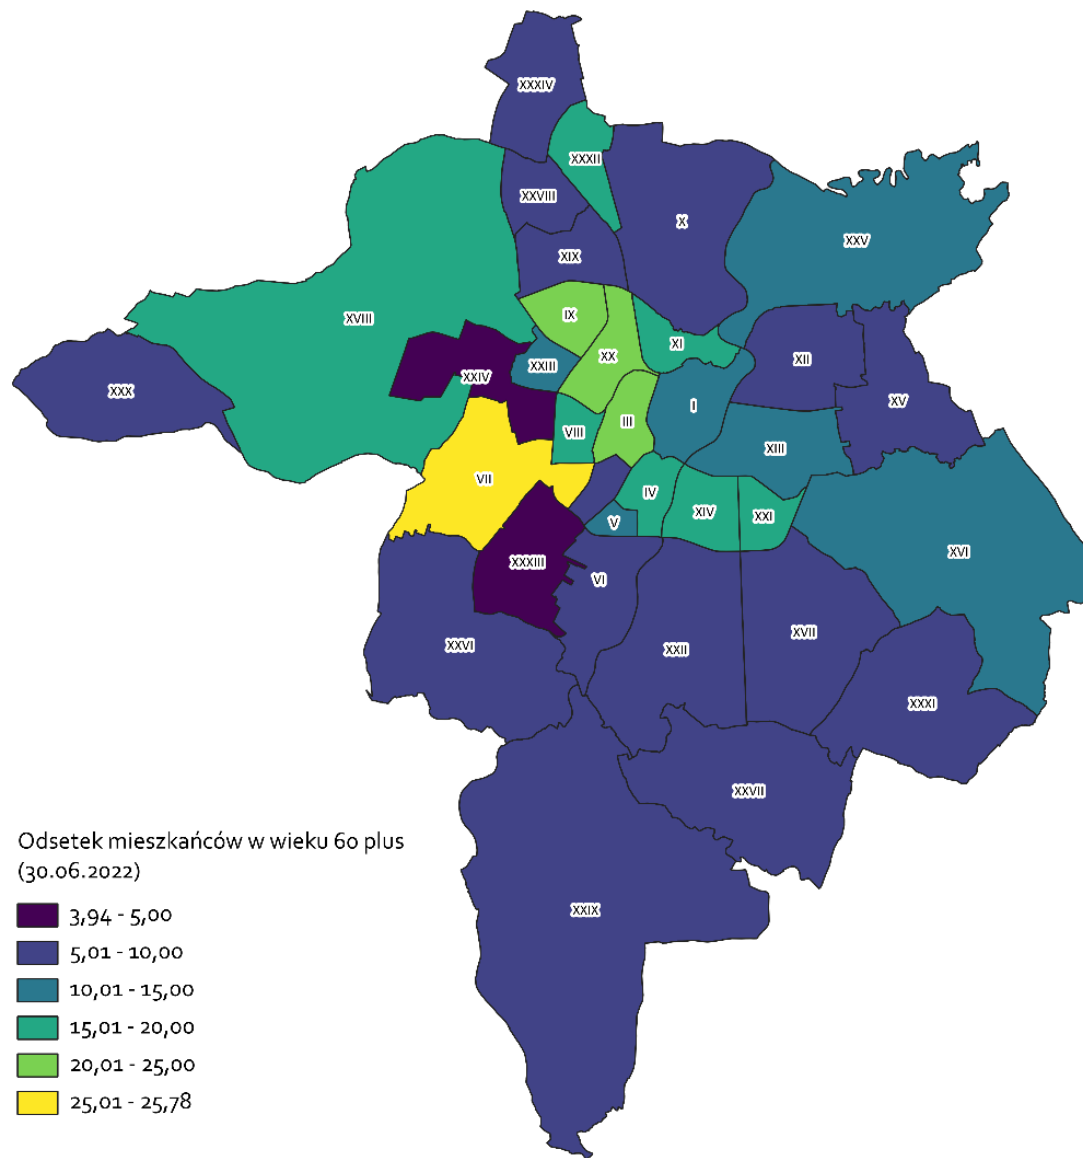 XXXIV
XXXII
XXVIII
X
XXV
XIX
IX
XVIII
XI
XX
XII
XXIII
XXIV
XXX
XV
I
III
VIII
XIII
VII
IV
XIV
XXI
V
XVI
XXXIII
VI
XVII
XXVI
XXII
XXXI
XXVII
Odsetek mieszkańców w wieku 60 plus
(30.06.2022)
XXIX
3,94 - 5,00
5,01 - 10,00
10,01 - 15,00
15,01 - 20,00
20,01 - 25,00
25,01 - 25,78